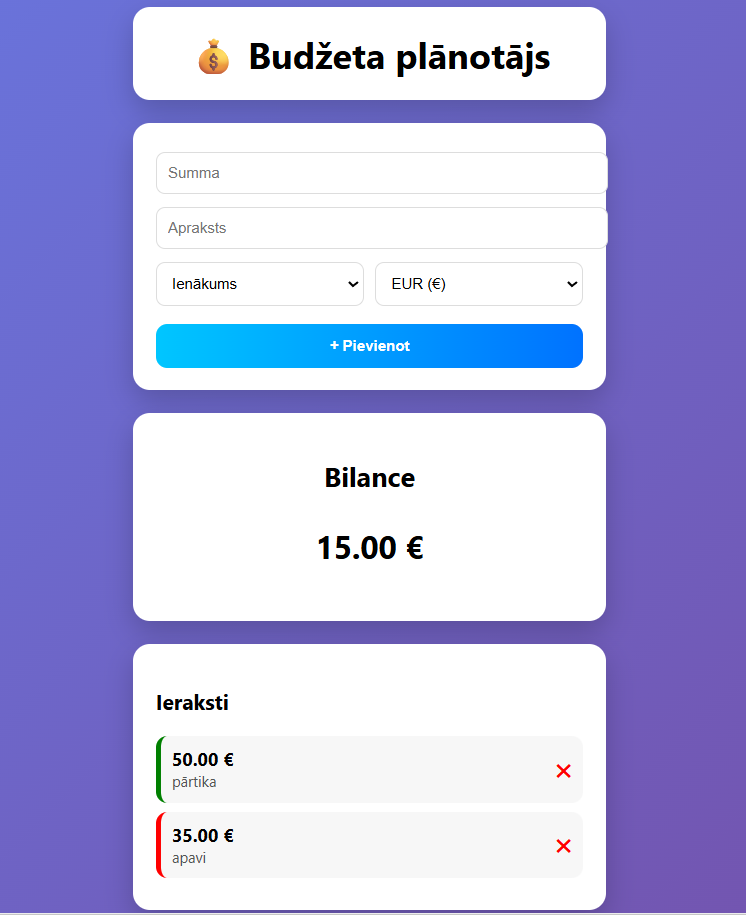 💰 Budžeta plānotājs
Summa
Apraksts
Ienākums EUR (€)
+ Pievienot
Bilance
15.00 €
Ieraksti
50.00 €
pārtika
35.00 €
apavi